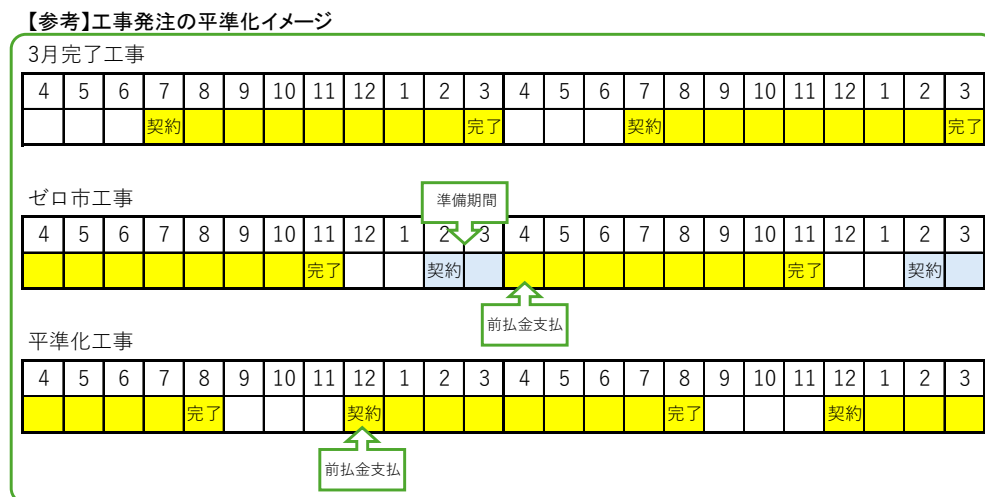 【参考】工事発注の平準化イメージ
3月完了工事
4 5 6 7 8 9 10 11 12 1 2 3 4 5 6 7 8 9 10 11 12 1 2 3
契約 完了 契約 完了
ゼロ市工事
準備期間
4 5 6 7 8 9 10 11 12 1 2 3 4 5 6 7 8 9 10 11 12 1 2 3
完了 契約 完了 契約
前払金支払
平準化工事
4 5 6 7 8 9 10 11 12 1 2 3 4 5 6 7 8 9 10 11 12 1 2 3
完了 契約 完了 契約
前払金支払